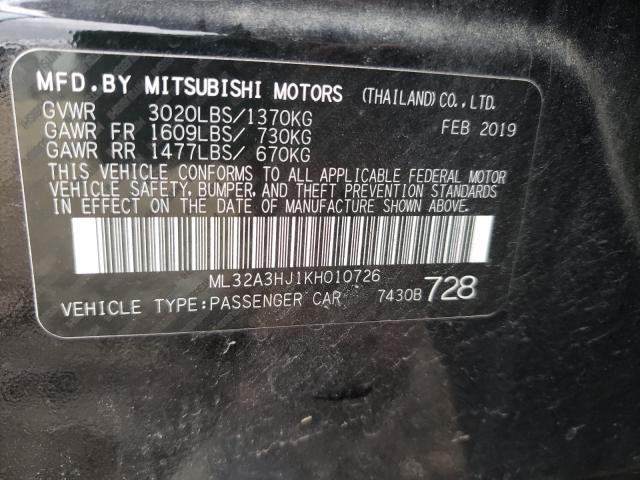 MFD.BY MITSUBISHI MOTORS (THAILAND)CO.,LTD.
GVWR 3020LBS/1370KG FEB 2019
GAWR FR 1609LBS/ 730KG
GAWR RR 1477LBS/ 670KG
THIS VEHICLE CONFORMS TO ALL APPLICABLE FEDERAL MOTOR
VEHICLE SAFETY, BUMPER, AND THEFT PREVENTION STANDARDS
IN EFFECT ON THE DATE OF MANUFACTURE SHOWN ABOVE.
ML32A3HJ1KH010726
VEHICLE TYPE:PASSENGER CAR 7430B 728